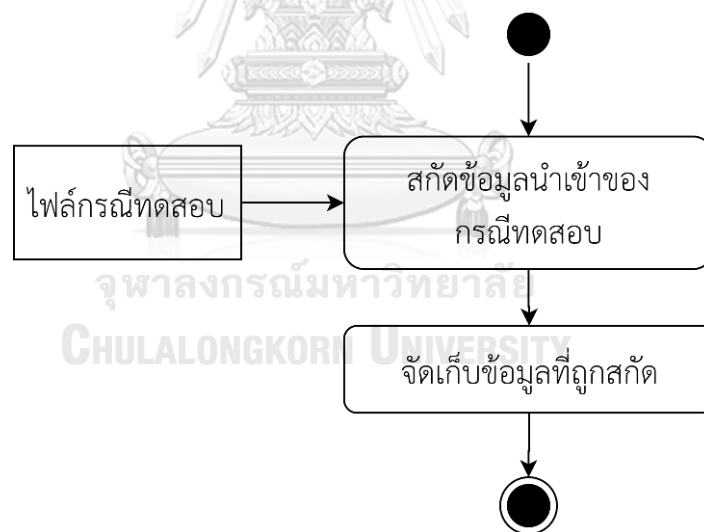 สกัดข้อมูลนำเข้าของ
กรณีทดสอบ
ไฟล์กรณีทดสอบ
จุฬาลงกรณ์มหาวิทยาลัย
CHULALONGKORN UNIVERSITY
จัดเก็บข้อมูลที่ถูกสกัด